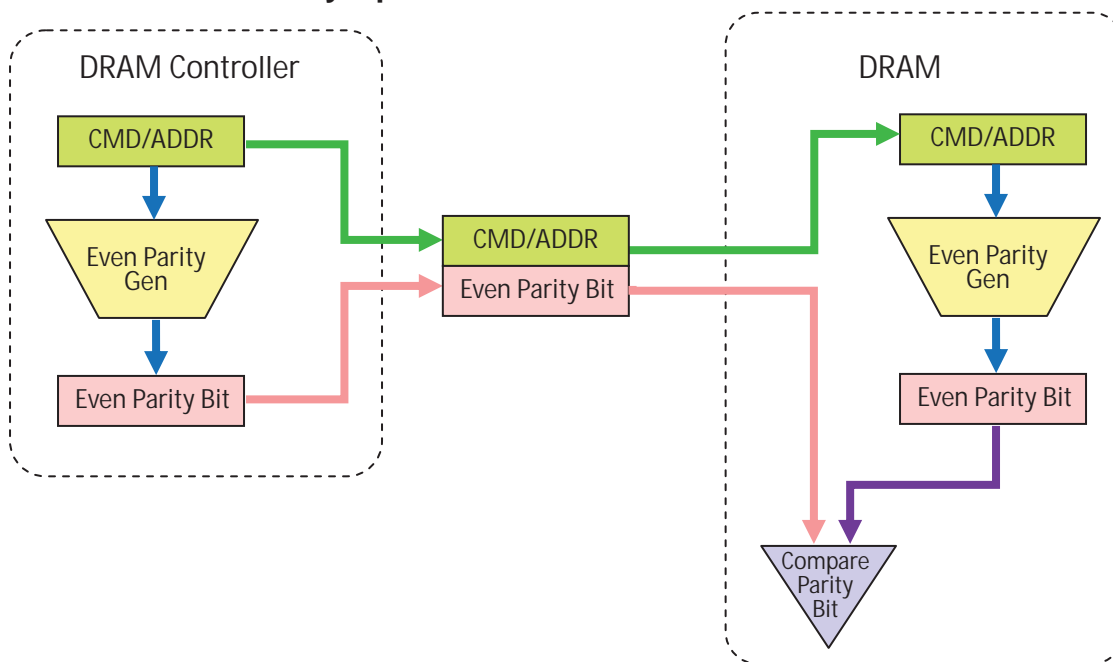 DRAM Controller
CMD/ADDR
Even Parity
Gen
Even Parity Bit
CMD/ADDR
Even Parity Bit
DRAM
CMD/ADDR
Even Parity
Gen
Even Parity Bit
Compare
Parity
Bit